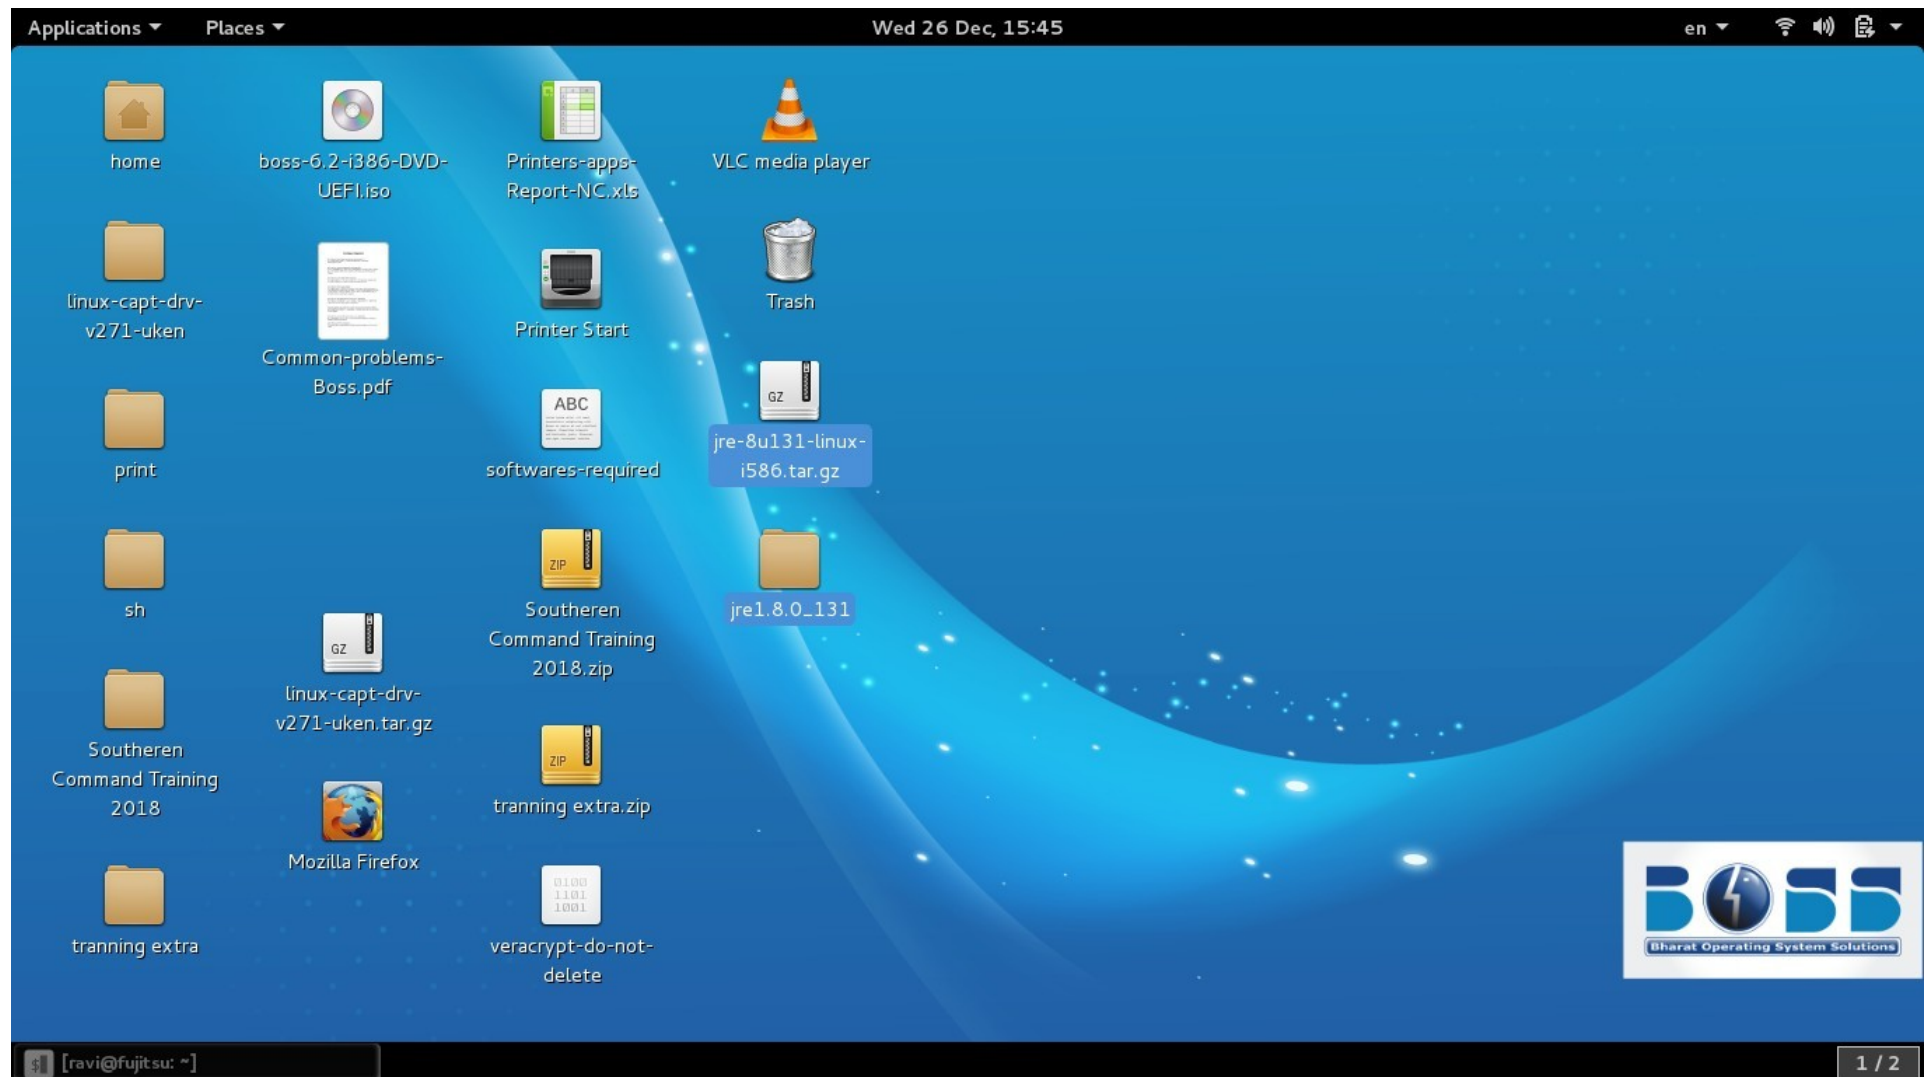 Applications
Places
Wed 26 Dec, 15:45
en
home
linux-capt-drv-
v271-uken
print
sh
Southeren
Command Training
2018
tranning extra
boss-6.2-i386-DVD-
UEFI.iso
Common-problems-
Boss.pdf
GZ
linux-capt-drv-
v271-uken.tar.gz
Mozilla Firefox
Printers-apps-
Report-NC.xls
Printer Start
ABC
softwares-required
ZIP
Southeren
Command Training
2018.zip
ZIP
tranning extra.zip
0100
1101
1001
veracrypt-do-not-
delete
VLC media player
Trash
GZ
jre-8u131-linux-
i586.tar.gz
jre1.8.0_131
BOSS
Bharat Operating System Solutions
[ravi@fujitsu: ~]
1 / 2